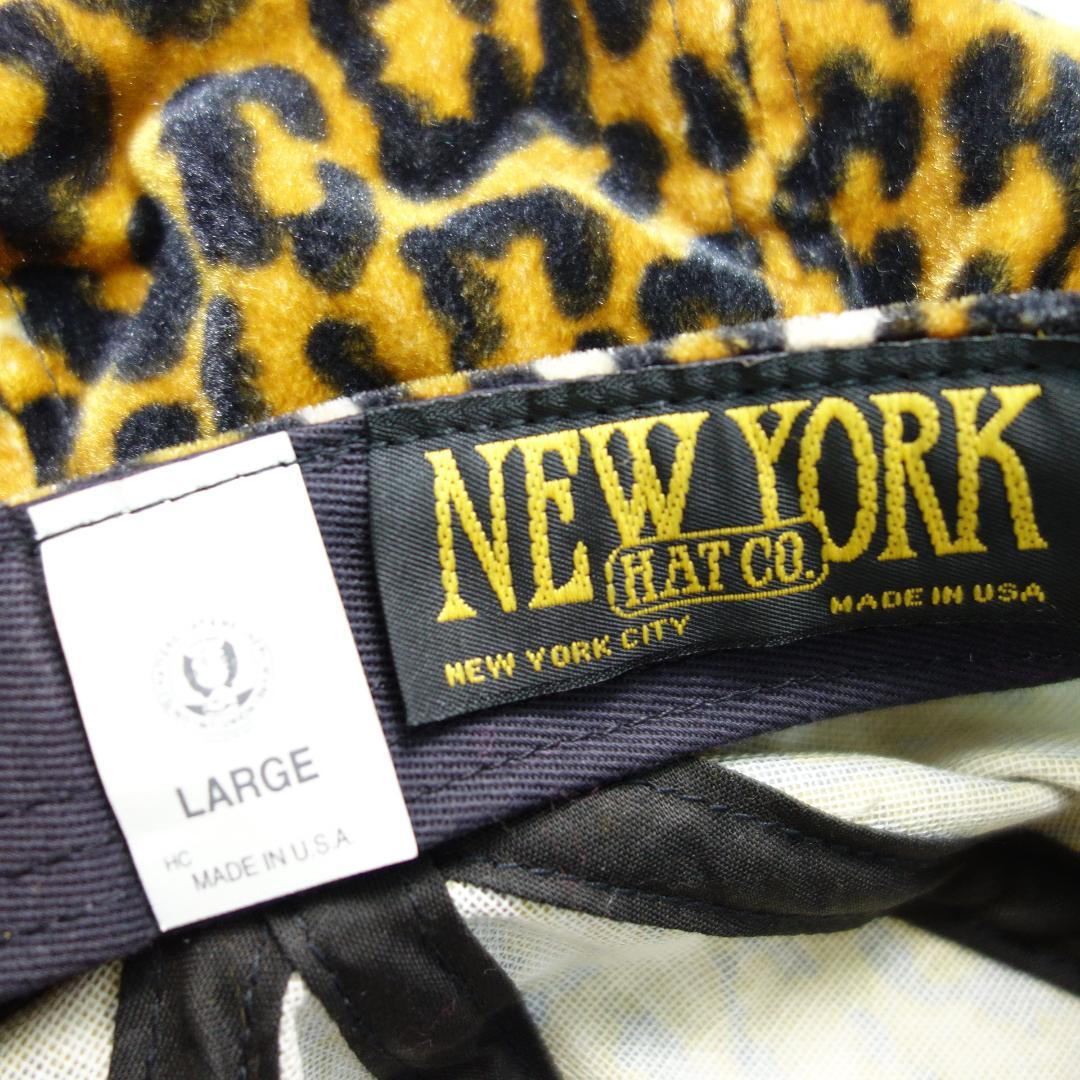 NEW YORK
HAT CO.
NEW YORK CITY
MADE IN USA
LARGE
HC
MADE IN U.S.A.